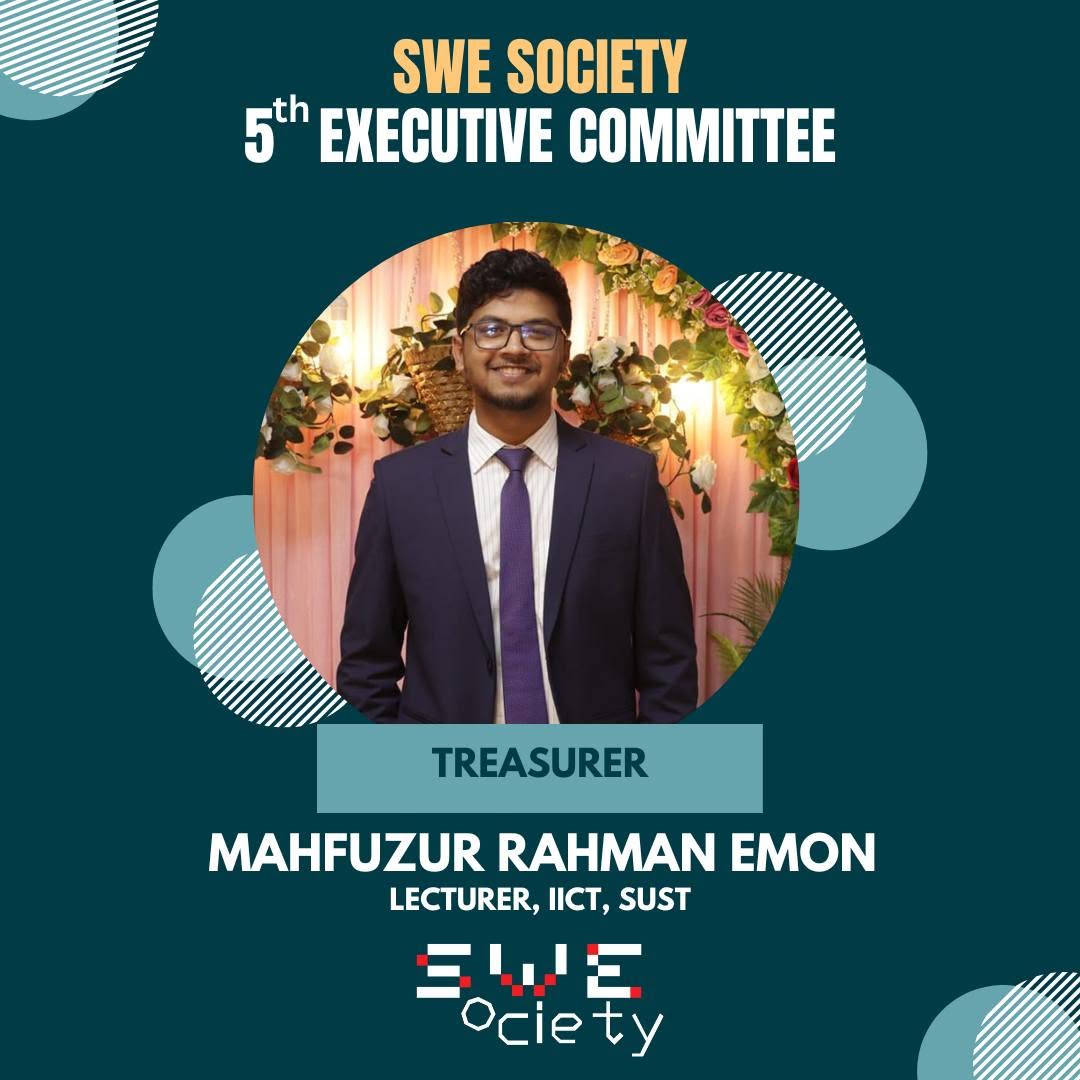 SWE SOCIETY
5th EXECUTIVE COMMITTEE
TREASURER
MAHFUZUR RAHMAN EMON
LECTURER, IICT, SUST
SWE
ociety